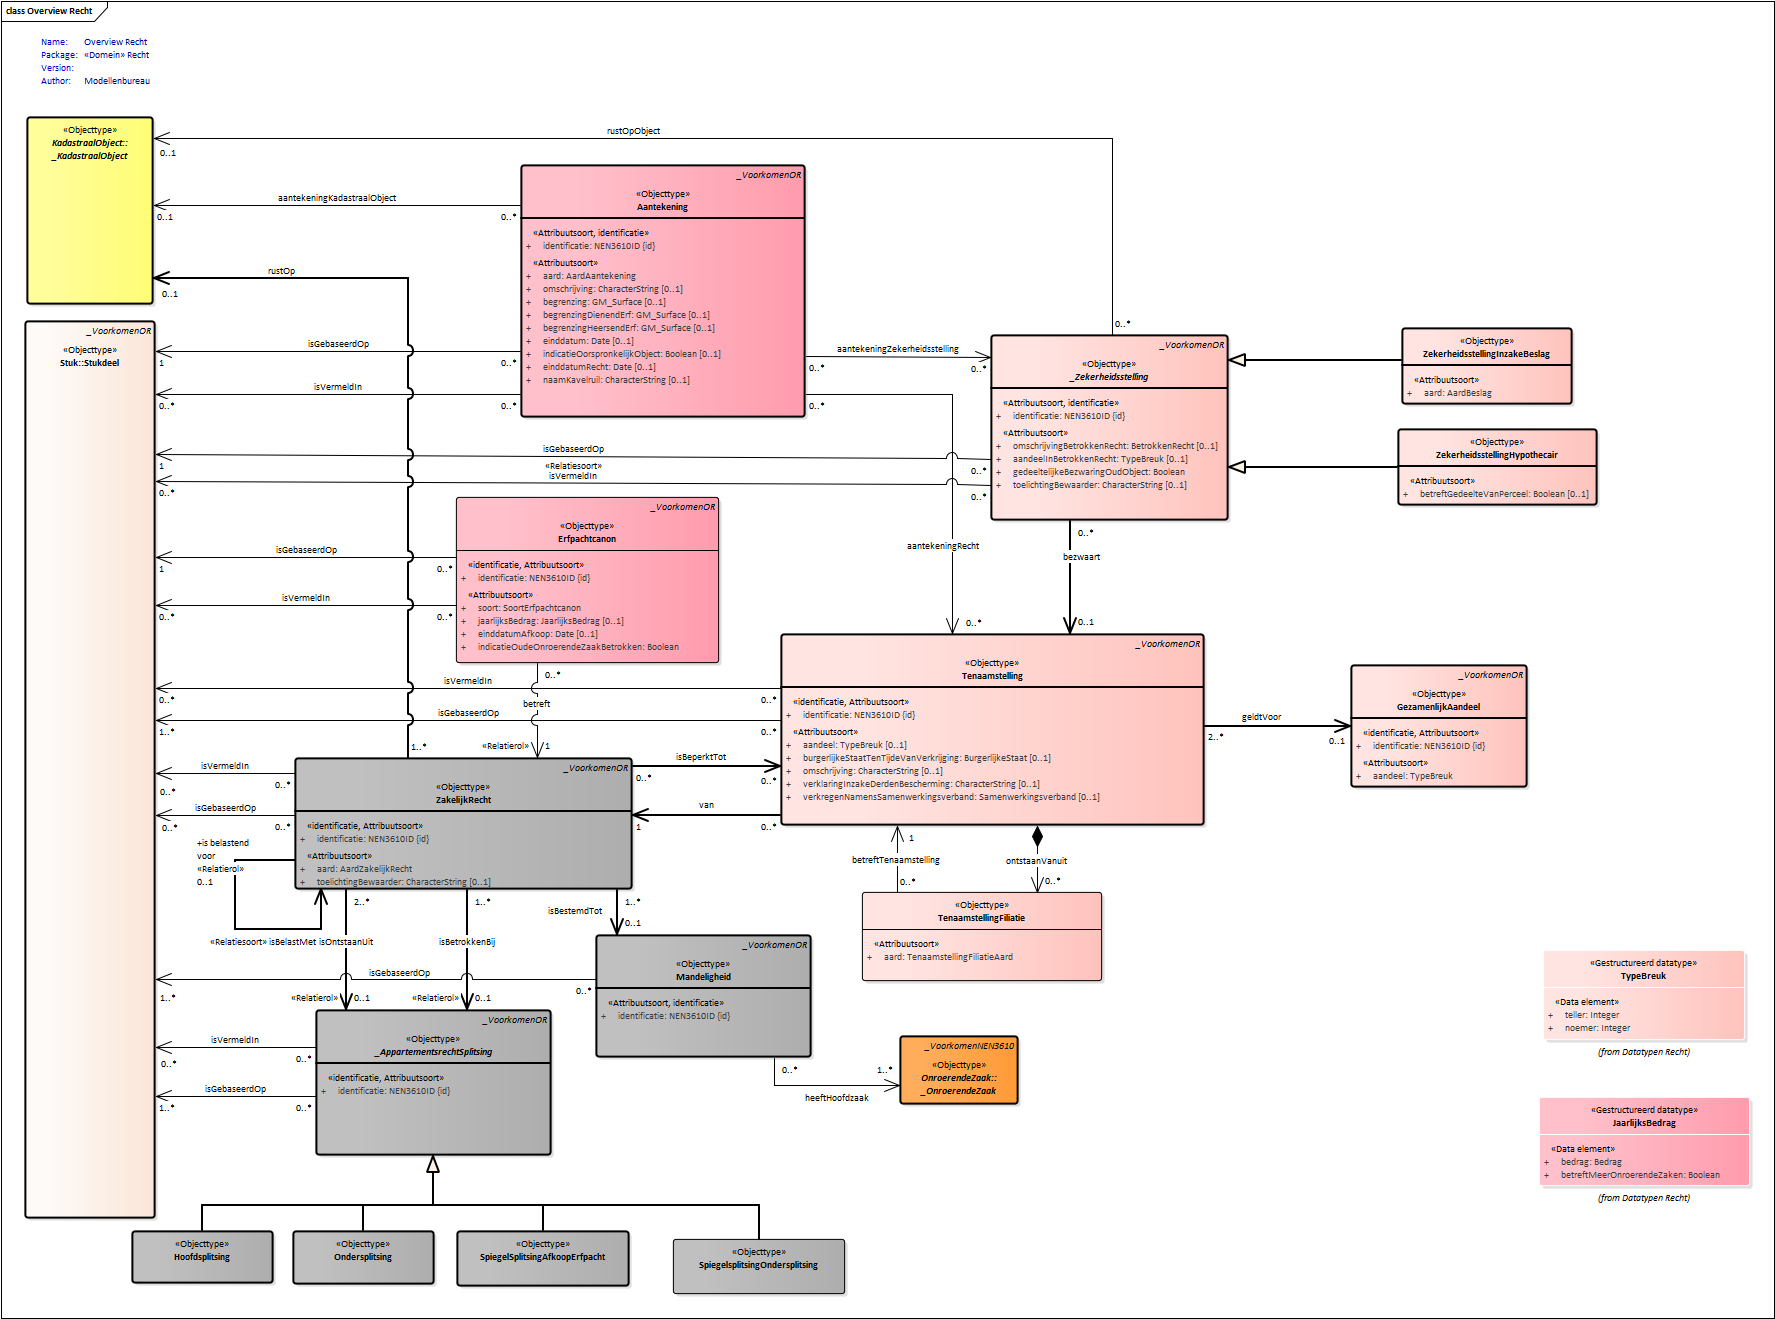 class Overview Recht
Name: Overview Recht
Package: «Domein» Recht
Version:
Author: Modellenbureau
«Objecttype»
KadastraalObject::
_KadastraalObject
rustOpObject
0..1
0..*
aantekeningKadastraalObject
0..1
0..*
rustOp
0..1
1..*
_VoorkomenOR
«Objecttype»
Stuk::Stukdeel
_VoorkomenOR
«Objecttype»
Aantekening
«Attribuutsoort, identificatie»
+ identificatie: NEN3610ID {id}
«Attribuutsoort»
+ aard: AardAantekening
+ omschrijving: CharacterString [0..1]
+ begrenzing: GM_Surface [0..1]
+ begrenzingDienendErf: GM_Surface [0..1]
+ begrenzingHeersendErf: GM_Surface [0..1]
+ einddatum: Date [0..1]
+ indicatieOorspronkelijkObject: Boolean [0..1]
+ einddatumRecht: Date [0..1]
+ naamKavelruil: CharacterString [0..1]
isGebaseerdOp
1
0..*
isVermeldIn
0..*
0..*
aantekeningZekerheidsstelling
0..*
0..*
0..*
aantekeningRecht
0..*
_VoorkomenOR
«Objecttype»
_Zekerheidsstelling
«Attribuutsoort, identificatie»
+ identificatie: NEN3610ID {id}
«Attribuutsoort»
+ omschrijvingBetrokkenRecht: BetrokkenRecht [0..1]
+ aandeelInBetrokkenRecht: TypeBreuk [0..1]
+ gedeeltelijkeBezwaringOudObject: Boolean
+ toelichtingBewaarder: CharacterString [0..1]
«Objecttype»
ZekerheidsstellingInzakeBeslag
«Attribuutsoort»
+ aard: AardBeslag
«Objecttype»
ZekerheidsstellingHypothecair
«Attribuutsoort»
+ betreftGedeelteVanPerceel: Boolean [0..1]
isGebaseerdOp
1
0..*
«Relatiesoort»
isVermeldIn
0..*
0..*
0..*
bezwaart
0..1
_VoorkomenOR
«Objecttype»
Erfpachtcanon
«identificatie, Attribuutsoort»
+ identificatie: NEN3610ID {id}
«Attribuutsoort»
+ soort: SoortErfpachtcanon
+ jaarlijksBedrag: JaarlijksBedrag [0..1]
+ einddatumAfkoop: Date [0..1]
+ indicatieOudeOnroerendeZaakBetrokken: Boolean
isGebaseerdOp
1
0..*
isVermeldIn
0..*
0..*
0..*
betreft
«Relatierol»
1
_VoorkomenOR
«Objecttype»
Tenaamstelling
«identificatie, Attribuutsoort»
+ identificatie: NEN3610ID {id}
«Attribuutsoort»
+ aandeel: TypeBreuk [0..1]
+ burgerlijkeStaatTenTijdeVanVerkrijging: BurgerlijkeStaat [0..1]
+ omschrijving: CharacterString [0..1]
+ verklaringInzakeDerdenBescherming: CharacterString [0..1]
+ verkregenNamensSamenwerkingsverband: Samenwerkingsverband [0..1]
isVermeldIn
0..*
0..*
isGebaseerdOp
1..*
0..*
geldtVoor
2..*
0..1
_VoorkomenOR
«Objecttype»
GezamenlijkAandeel
«identificatie, Attribuutsoort»
+ identificatie: NEN3610ID {id}
«Attribuutsoort»
+ aandeel: TypeBreuk
_VoorkomenOR
«Objecttype»
ZakelijkRecht
«identificatie, Attribuutsoort»
+ identificatie: NEN3610ID {id}
«Attribuutsoort»
+ aard: AardZakelijkRecht
+ toelichtingBewaarder: CharacterString [0..1]
isVermeldIn
0..*
0..*
isGebaseerdOp
0..*
0..*
isBeperktTot
0..*
0..*
van
1
0..*
+is belastend
voor
«Relatierol»
0..1
«Relatiesoort» isBelastMet
2..*
isOntstaanUit
«Relatierol»
0..1
1..*
isBetrokkenBij
«Relatierol»
0..1
1..*
isBestemdTot
0..1
betreftTenaamstelling
1
0..*
ontstaanVanuit
0..*
«Objecttype»
TenaamstellingFiliatie
«Attribuutsoort»
+ aard: TenaamstellingFiliatieAard
_VoorkomenOR
«Objecttype»
Mandeligheid
«Attribuutsoort, identificatie»
+ identificatie: NEN3610ID {id}
isGebaseerdOp
1..*
0..*
0..*
heeftHoofdzaak
1..*
_VoorkomenNEN3610
«Objecttype»
OnroerendeZaak::
_OnroerendeZaak
_VoorkomenOR
«Objecttype»
_AppartementsrechtSplitsing
«identificatie, Attribuutsoort»
+ identificatie: NEN3610ID {id}
isVermeldIn
0..*
0..*
isGebaseerdOp
1..*
0..*
«Objecttype»
Hoofdsplitsing
«Objecttype»
Ondersplitsing
«Objecttype»
SpiegelSplitsingAfkoopErfpacht
«Objecttype»
SpiegelsplitsingOndersplitsing
«Gestructureerd datatype»
TypeBreuk
«Data element»
+ teller: Integer
+ noemer: Integer
(from Datatypen Recht)
«Gestructureerd datatype»
JaarlijksBedrag
«Data element»
+ bedrag: Bedrag
+ betreftMeerOnroerendeZaken: Boolean
(from Datatypen Recht)